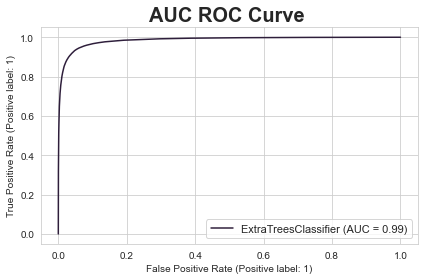 AUC ROC Curve
True Positive Rate (Positive label: 1)
1.0
0.8
0.6
0.4
0.2
0.0
ExtraTreesClassifier (AUC = 0.99)
0.0 0.2 0.4 0.6 0.8 1.0
False Positive Rate (Positive label: 1)